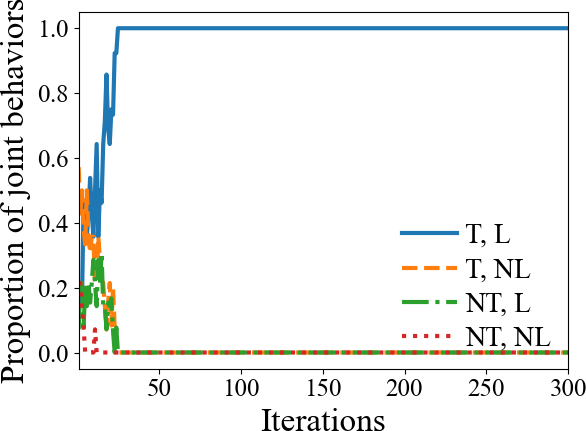 Proportion of joint behaviors
1.0
0.8
0.6
0.4
0.2
0.0
T, L
T, NL
NT, L
NT, NL
50 100 150 200 250 300
Iterations